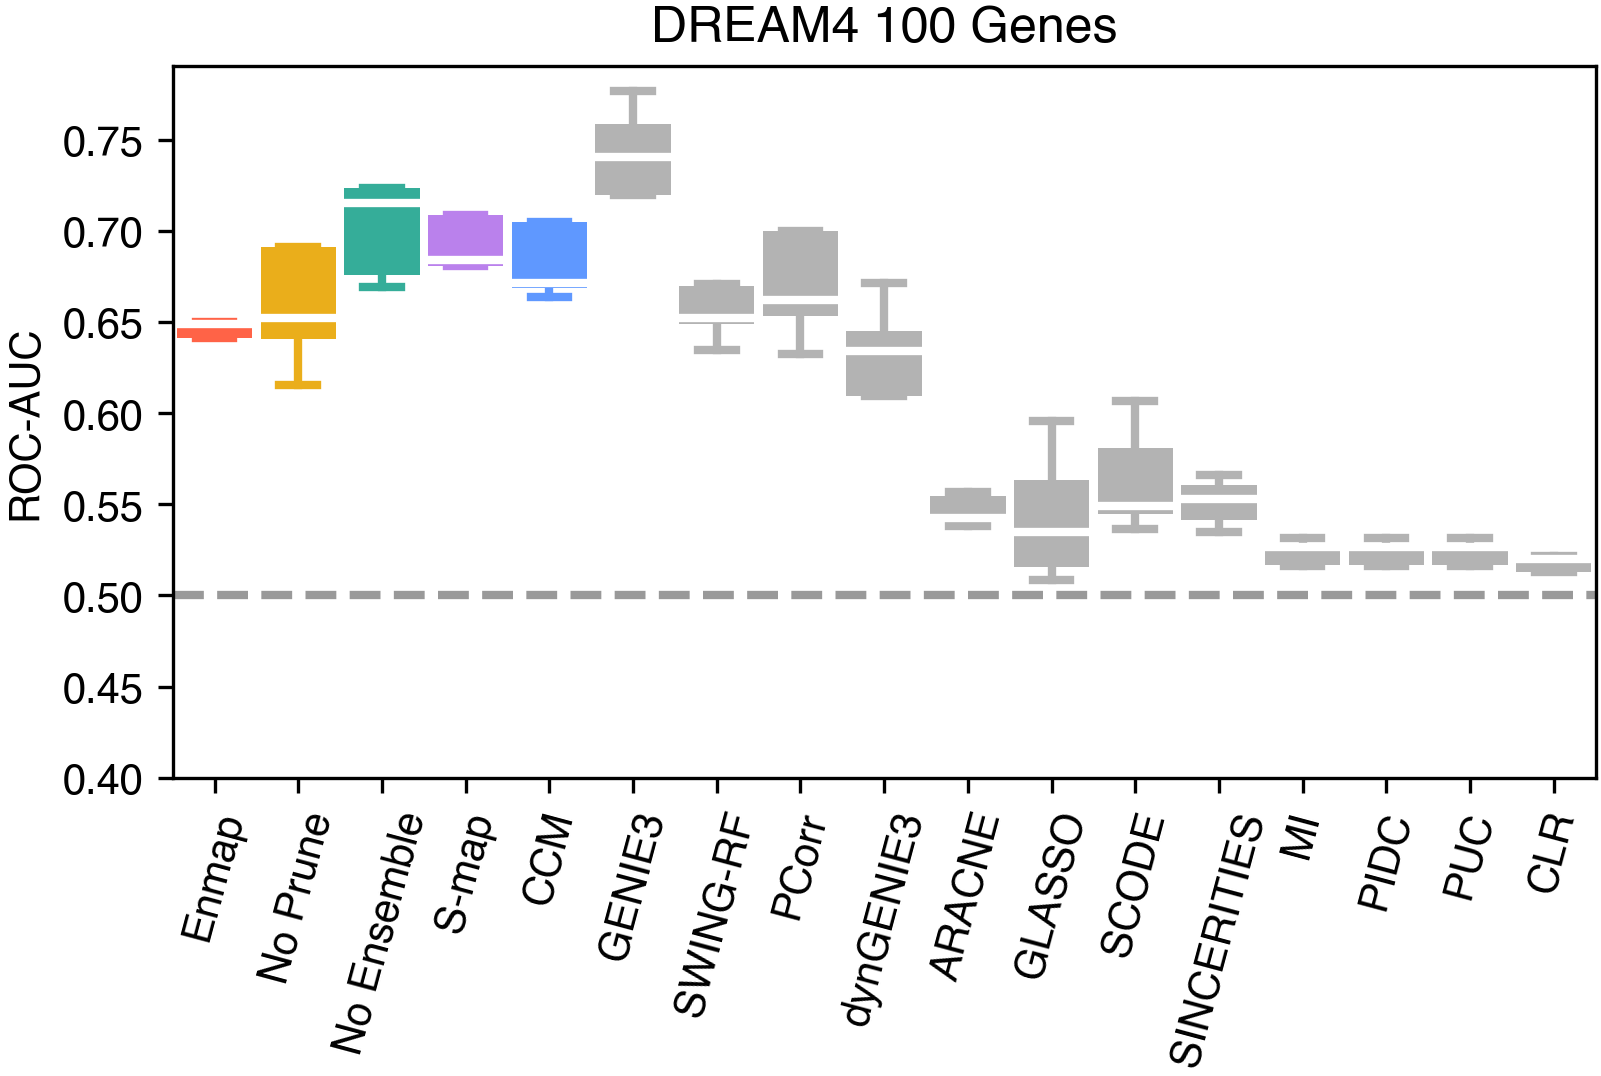 DREAM4 100 Genes
ROC-AUC
0.75
0.70
0.65
0.60
0.55
0.50
0.45
0.40
Enmap
No Prune
No Ensemble
S-map
CCM
GENIE3
SWING-RF
PCorr
dynGENIE3
ARACNE
GLASSO
SCODE
SINCERITIES
MI
PIDC
PUC
CLR